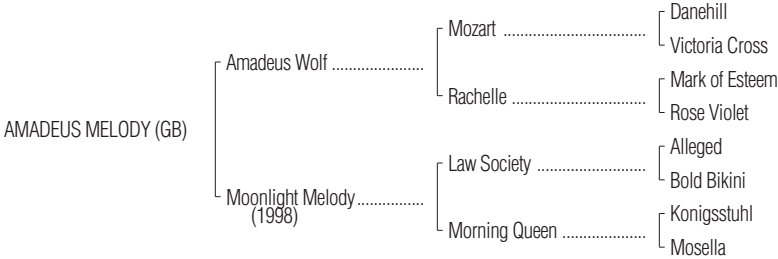 Danehill
Mozart ................................
Victoria Cross
Amadeus Wolf ......................
Mark of Esteem
Rachelle ..............................
Rose Violet
AMADEUS MELODY (GB)
Alleged
Law Society .........................
Bold Bikini
Moonlight Melody................
(1998)
Konigsstuhl
Morning Queen ....................
Mosella